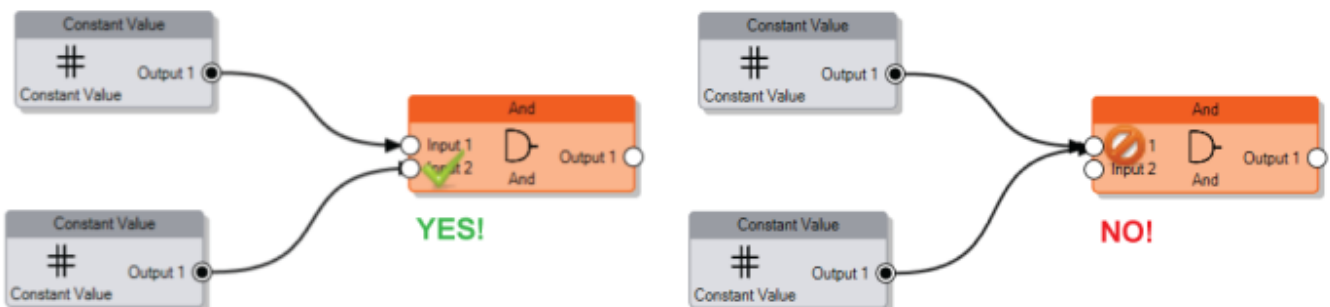 Constant Value
Output 1
Constant Value
And
Input 1
Input 2
Output 1
And
YES!
Constant Value
Output 1
Constant Value
Constant Value
Output 1
Constant Value
And
1
Input 2
Output 1
And
NO!
Constant Value
Output 1
Constant Value